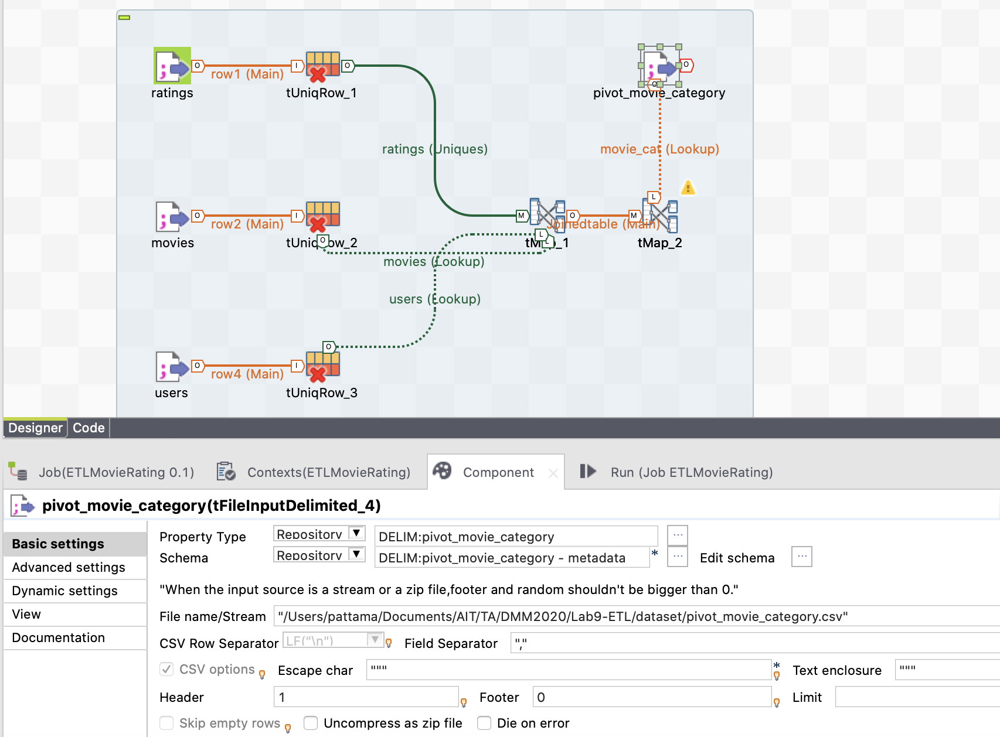 O
row1 (Main)
I
O
O
O
ratings
tUniqRow_1
pivot_movie_category
ratings (Uniques)
movie_cat (Lookup)
L
O
row2 (Main)
I
M
O
M
Joinedtable (Main)
movies
O
tUniqRow_2
L
L
tMap_1
tMap_2
movies (Lookup)
users (Lookup)
O
O
row4 (Main)
I
users
tUniqRow_3
Designer
Code
Job(ETLMovieRating 0.1)
Contexts(ETLMovieRating)
Component
Run (Job ETLMovieRating)
pivot_movie_category(tFileInputDelimited_4)
Basic settings
Advanced settings
Dynamic settings
View
Documentation
Property Type
Repository
DELIM:pivot_movie_category
...
Schema
Repository
DELIM:pivot_movie_category - metadata
*
...
Edit schema
...
"When the input source is a stream or a zip file,footer and random shouldn't be bigger than 0."
File name/Stream
"/Users/pattama/Documents/AIT/TA/DMM2020/Lab9-ETL/dataset/pivot_movie_category.csv"
CSV Row Separator
LF("\n")
Field Separator
","
CSV options
Escape char
"""
*
Text enclosure
"""
Header
1
Footer
0
Limit
Skip empty rows
Uncompress as zip file
Die on error